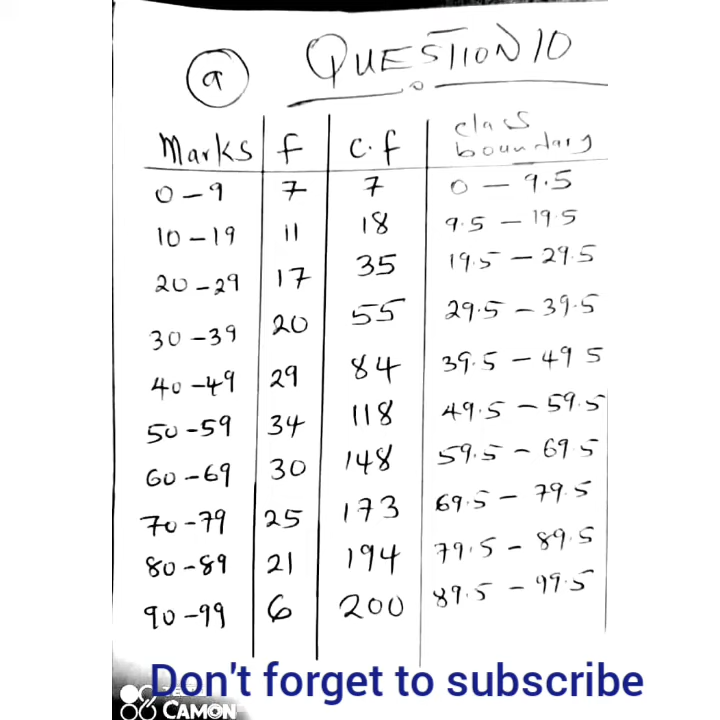 (a) QUESTION 10
Marks f c.f class boundary
0 – 9 7 7 0 – 9.5
10 – 19 11 18 9.5 – 19.5
20 – 29 17 35 19.5 – 29.5
30 – 39 20 55 29.5 – 39.5
40 – 49 29 84 39.5 – 49 5
50 – 59 34 118 49.5 – 59.5
60 – 69 30 148 59.5 – 69 5
70 – 79 25 173 69.5 – 79.5
80 – 89 21 194 79.5 – 89.5
90 – 99 6 200 89.5 – 99.5
Don't forget to subscribe
CAMON